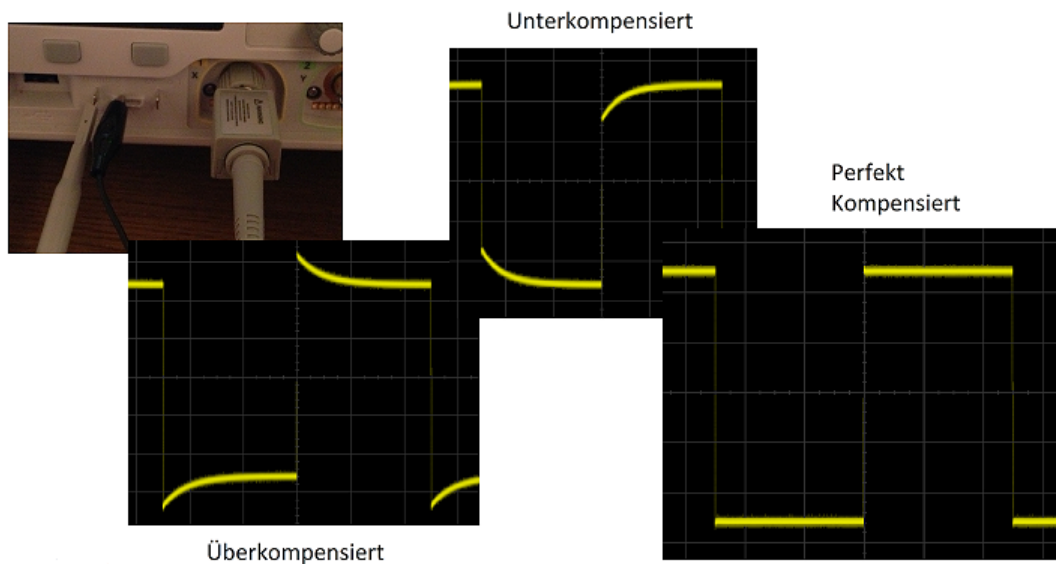 Unterkompensiert
X
Y
Perfekt
Kompensiert
Überkompensiert